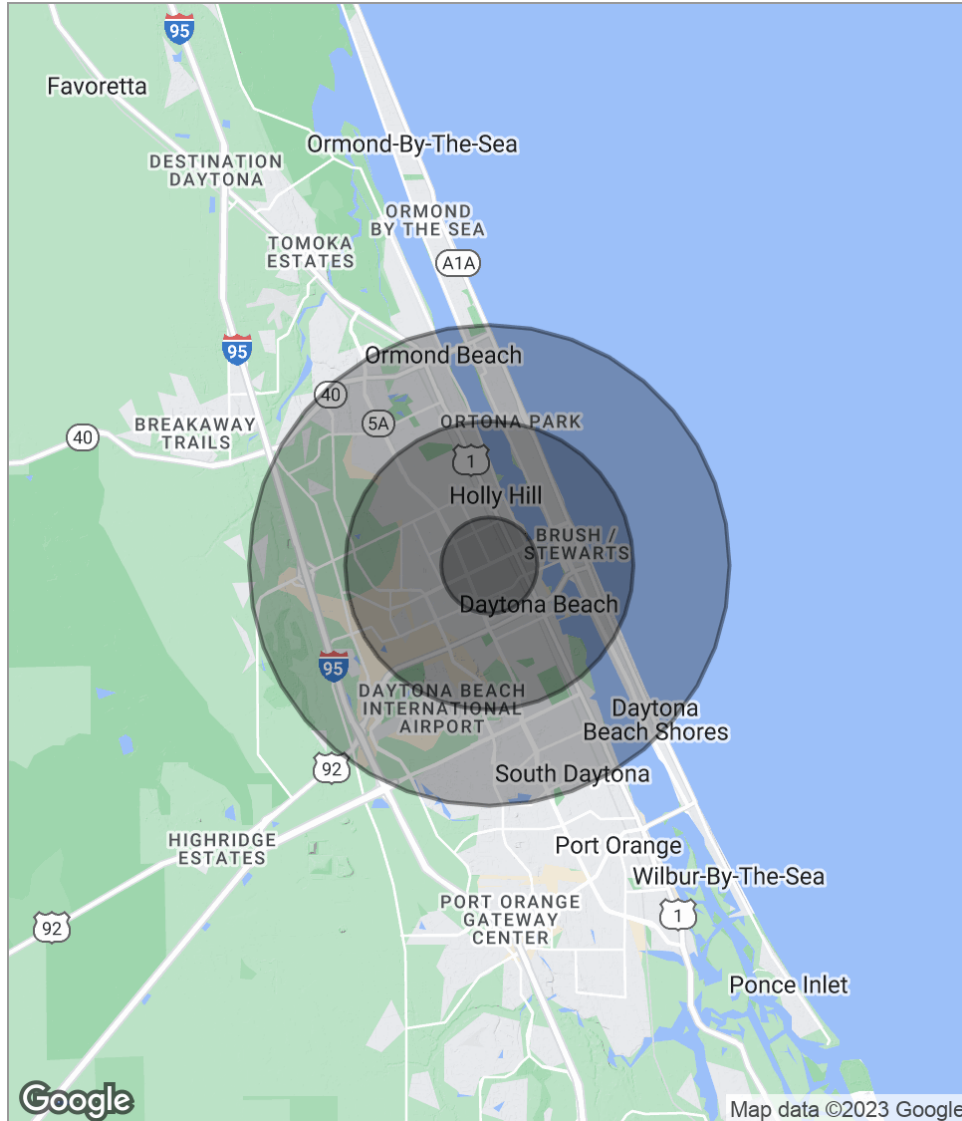 95
Favoretta
Ormond-By-The-Sea
DESTINATION
DAYTONA
ORMOND
BY THE SEA
TOMOKA
ESTATES
A1A
95
Ormond Beach
40
5A
ORTONA PARK
BREAKAWAY
TRAILS
40
1
Holly Hill
BRUSH /
STEWARTS
Daytona Beach
95
DAYTONA BEACH
INTERNATIONAL
AIRPORT
Daytona
Beach Shores
92
South Daytona
HIGHRIDGE
ESTATES
Port Orange
Wilbur-By-The-Sea
PORT ORANGE
GATEWAY
CENTER
1
92
Ponce Inlet
Google
Map data ©2023 Google